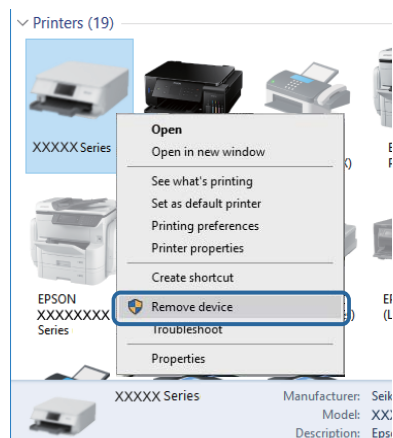 Printers (19)
XXXXX Series
Open
Open in new window
See what's printing
Set as default printer
Printing preferences
Printer properties
Create shortcut
Remove device
Troubleshoot
Properties
EPSON
XXXXXXXX
Series
XXXXX Series
Manufacturer:
Model:
Description: